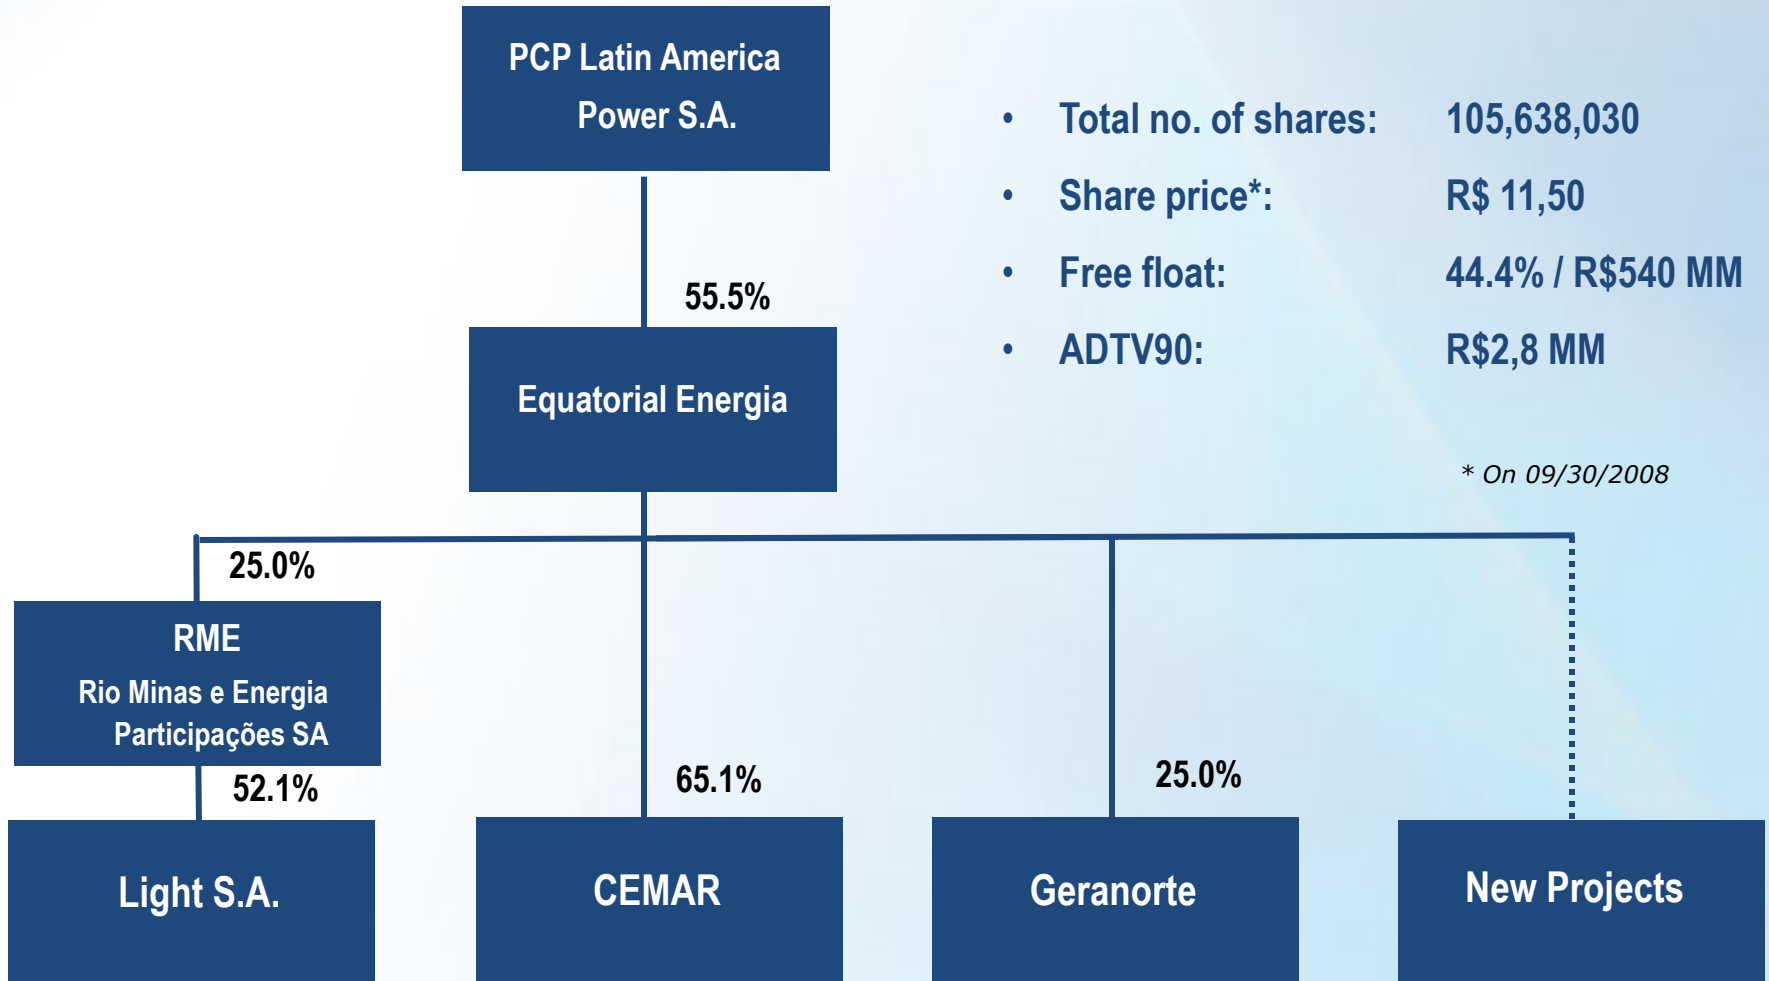 PCP Latin America
Power S.A.
• Total no. of shares: 105,638,030
• Share price*: R$ 11,50
• Free float: 44.4% / R$540 MM
• ADTV90: R$2,8 MM
* On 09/30/2008
55.5%
Equatorial Energia
25.0%
RME
Rio Minas e Energia
Participações SA
52.1%
65.1%
25.0%
Light S.A.
CEMAR
Geranorte
New Projects